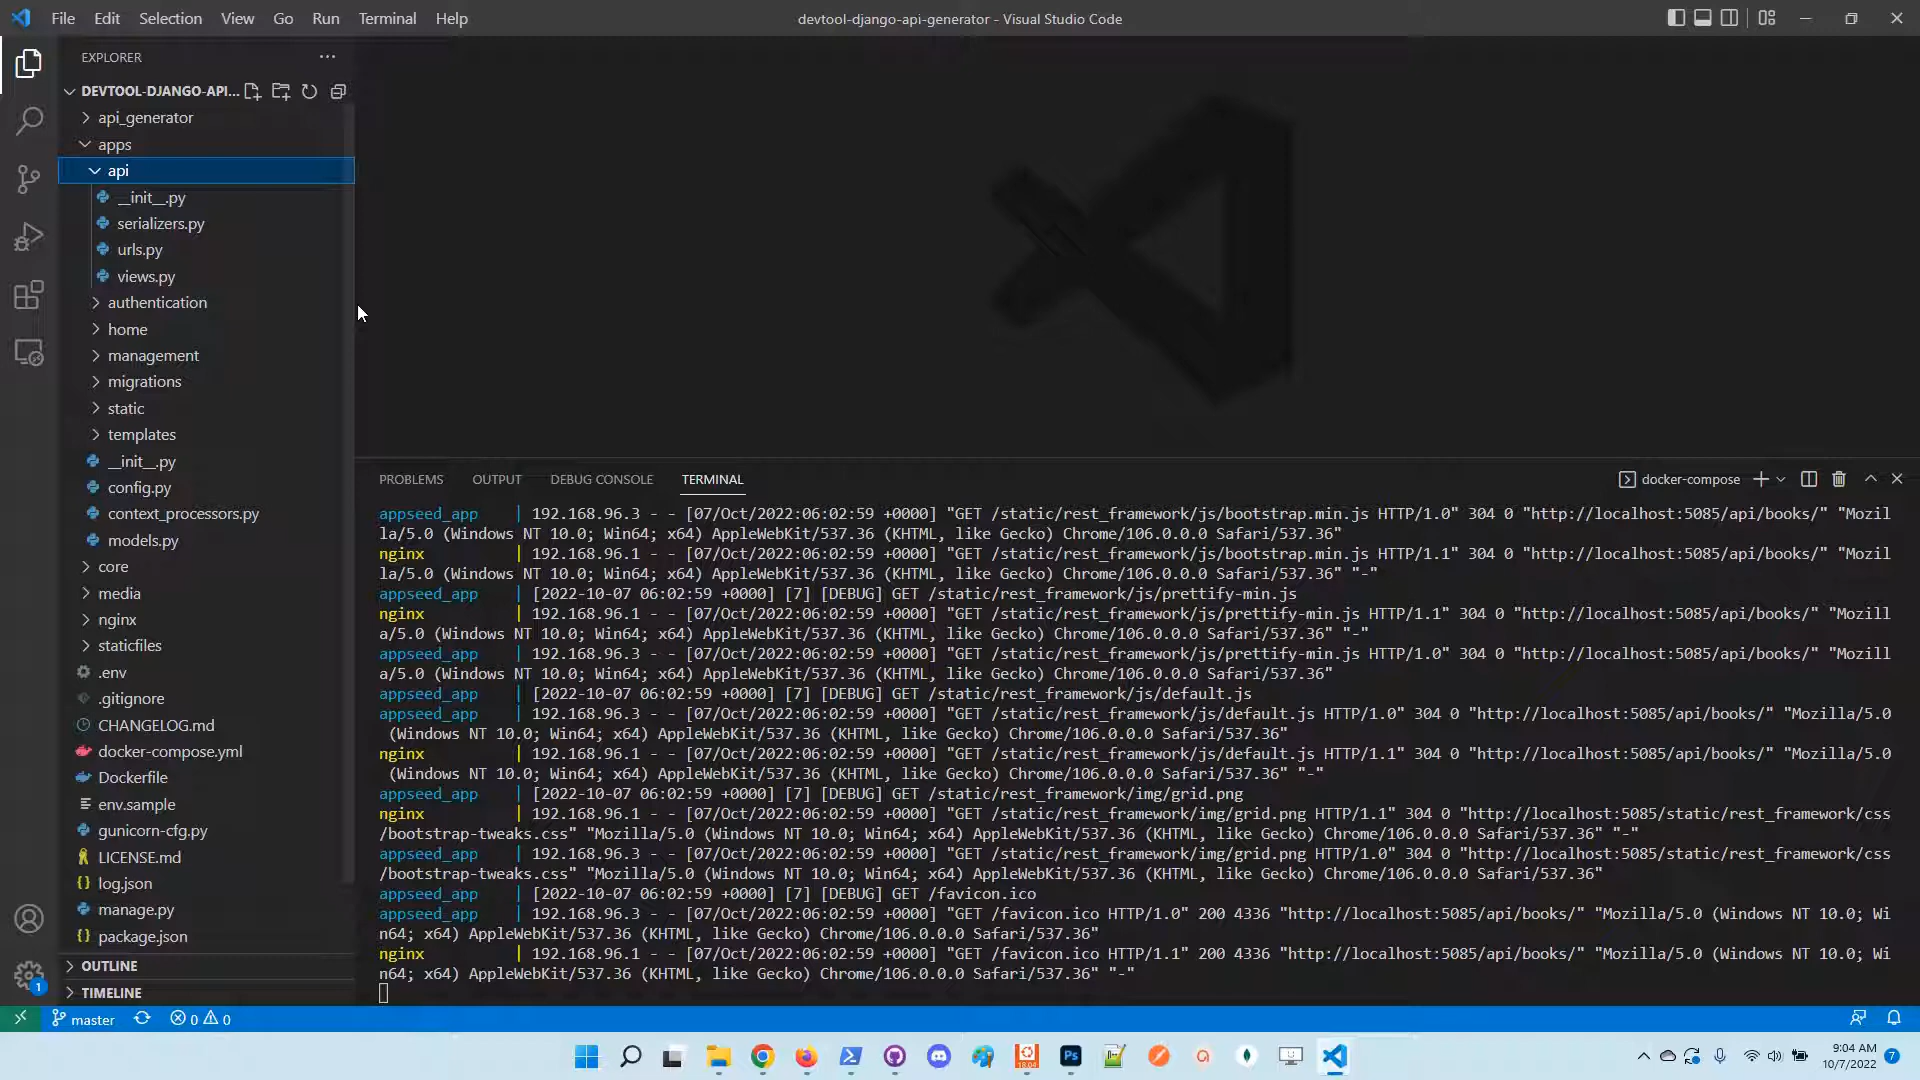 File Edit Selection View Go Run Terminal Help
devtool-django-api-generator - Visual Studio Code
EXPLORER
DEVTOOL-DJANGO-API...
api_generator
apps
api
__init__.py
serializers.py
urls.py
views.py
authentication
home
management
migrations
static
templates
__init__.py
config.py
context_processors.py
models.py
core
media
nginx
staticfiles
.env
.gitignore
CHANGELOG.md
docker-compose.yml
Dockerfile
env.sample
gunicorn-cfg.py
LICENSE.md
log.json
manage.py
package.json
OUTLINE
TIMELINE
PROBLEMS OUTPUT DEBUG CONSOLE TERMINAL
docker-compose
appseed_app | 192.168.96.3 - - [07/Oct/2022:06:02:59 +0000] "GET /static/rest_framework/js/bootstrap.min.js HTTP/1.0" 304 0 "http://localhost:5085/api/books/" "Mozil
la/5.0 (Windows NT 10.0; Win64; x64) AppleWebKit/537.36 (KHTML, like Gecko) Chrome/106.0.0.0 Safari/537.36"
nginx | 192.168.96.1 - - [07/Oct/2022:06:02:59 +0000] "GET /static/rest_framework/js/bootstrap.min.js HTTP/1.1" 304 0 "http://localhost:5085/api/books/" "Mozil
la/5.0 (Windows NT 10.0; Win64; x64) AppleWebKit/537.36 (KHTML, like Gecko) Chrome/106.0.0.0 Safari/537.36" "-"
appseed_app | [2022-10-07 06:02:59 +0000] [7] [DEBUG] GET /static/rest_framework/js/prettify-min.js
nginx | 192.168.96.1 - - [07/Oct/2022:06:02:59 +0000] "GET /static/rest_framework/js/prettify-min.js HTTP/1.1" 304 0 "http://localhost:5085/api/books/" "Mozill
a/5.0 (Windows NT 10.0; Win64; x64) AppleWebKit/537.36 (KHTML, like Gecko) Chrome/106.0.0.0 Safari/537.36" "-"
appseed_app | 192.168.96.3 - - [07/Oct/2022:06:02:59 +0000] "GET /static/rest_framework/js/prettify-min.js HTTP/1.0" 304 0 "http://localhost:5085/api/books/" "Mozill
a/5.0 (Windows NT 10.0; Win64; x64) AppleWebKit/537.36 (KHTML, like Gecko) Chrome/106.0.0.0 Safari/537.36"
appseed_app | [2022-10-07 06:02:59 +0000] [7] [DEBUG] GET /static/rest_framework/js/default.js
appseed_app | 192.168.96.3 - - [07/Oct/2022:06:02:59 +0000] "GET /static/rest_framework/js/default.js HTTP/1.0" 304 0 "http://localhost:5085/api/books/" "Mozilla/5.0
(Windows NT 10.0; Win64; x64) AppleWebKit/537.36 (KHTML, like Gecko) Chrome/106.0.0.0 Safari/537.36"
nginx | 192.168.96.1 - - [07/Oct/2022:06:02:59 +0000] "GET /static/rest_framework/js/default.js HTTP/1.1" 304 0 "http://localhost:5085/api/books/" "Mozilla/5.0
(Windows NT 10.0; Win64; x64) AppleWebKit/537.36 (KHTML, like Gecko) Chrome/106.0.0.0 Safari/537.36" "-"
appseed_app | [2022-10-07 06:02:59 +0000] [7] [DEBUG] GET /static/rest_framework/img/grid.png
nginx | 192.168.96.1 - - [07/Oct/2022:06:02:59 +0000] "GET /static/rest_framework/img/grid.png HTTP/1.1" 304 0 "http://localhost:5085/static/rest_framework/css
/bootstrap-tweaks.css" "Mozilla/5.0 (Windows NT 10.0; Win64; x64) AppleWebKit/537.36 (KHTML, like Gecko) Chrome/106.0.0.0 Safari/537.36" "-"
appseed_app | 192.168.96.3 - - [07/Oct/2022:06:02:59 +0000] "GET /static/rest_framework/img/grid.png HTTP/1.0" 304 0 "http://localhost:5085/static/rest_framework/css
/bootstrap-tweaks.css" "Mozilla/5.0 (Windows NT 10.0; Win64; x64) AppleWebKit/537.36 (KHTML, like Gecko) Chrome/106.0.0.0 Safari/537.36"
appseed_app | [2022-10-07 06:02:59 +0000] [7] [DEBUG] GET /favicon.ico
appseed_app | 192.168.96.3 - - [07/Oct/2022:06:02:59 +0000] "GET /favicon.ico HTTP/1.0" 200 4336 "http://localhost:5085/api/books/" "Mozilla/5.0 (Windows NT 10.0; Wi
n64; x64) AppleWebKit/537.36 (KHTML, like Gecko) Chrome/106.0.0.0 Safari/537.36"
nginx | 192.168.96.1 - - [07/Oct/2022:06:02:59 +0000] "GET /favicon.ico HTTP/1.1" 200 4336 "http://localhost:5085/api/books/" "Mozilla/5.0 (Windows NT 10.0; Wi
n64; x64) AppleWebKit/537.36 (KHTML, like Gecko) Chrome/106.0.0.0 Safari/537.36" "-"
1
master 0 0
Ps
18.04
9:04 AM
10/7/2022
7